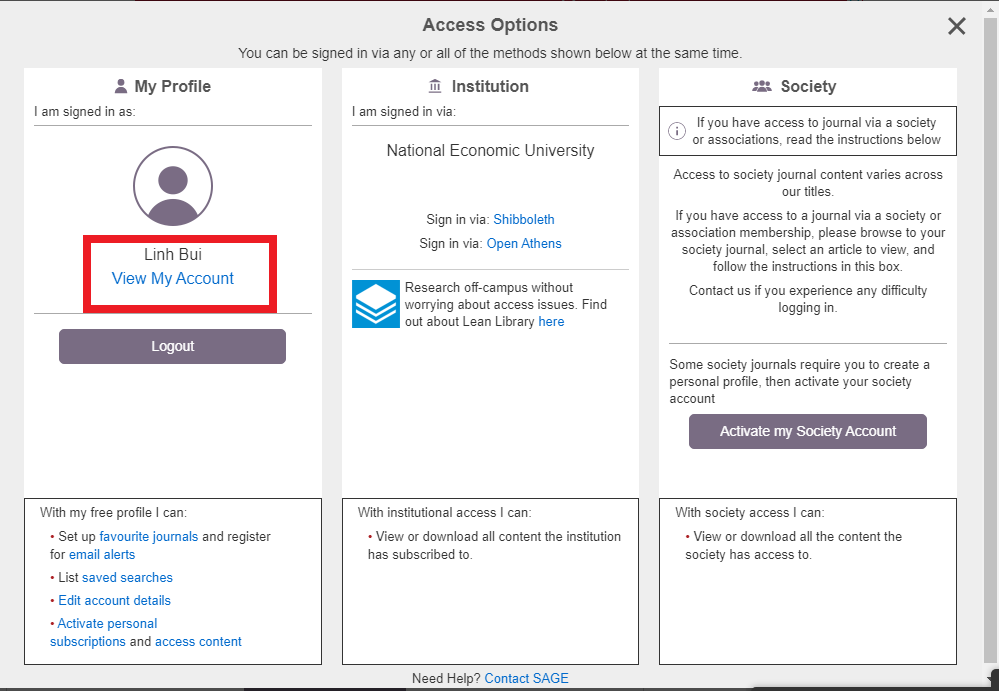 Access Options
You can be signed in via any or all of the methods shown below at the same time.
My Profile
I am signed in as:
Linh Bui
View My Account
Logout
With my free profile I can:
• Set up favourite journals and register
for email alerts
• List saved searches
• Edit account details
• Activate personal
subscriptions and access content
Institution
I am signed in via:
National Economic University
Sign in via: Shibboleth
Sign in via: Open Athens
Research off-campus without
worrying about access issues. Find
out about Lean Library here
With institutional access I can:
• View or download all content the institution
has subscribed to.
Society
If you have access to journal via a society
or associations, read the instructions below
Access to society journal content varies across
our titles.
If you have access to a journal via a society or
association membership, please browse to your
society journal, select an article to view, and
follow the instructions in this box.
Contact us if you experience any difficulty
logging in.
Some society journals require you to create a
personal profile, then activate your society
account
Activate my Society Account
With society access I can:
• View or download all the content the
society has access to.
Need Help? Contact SAGE